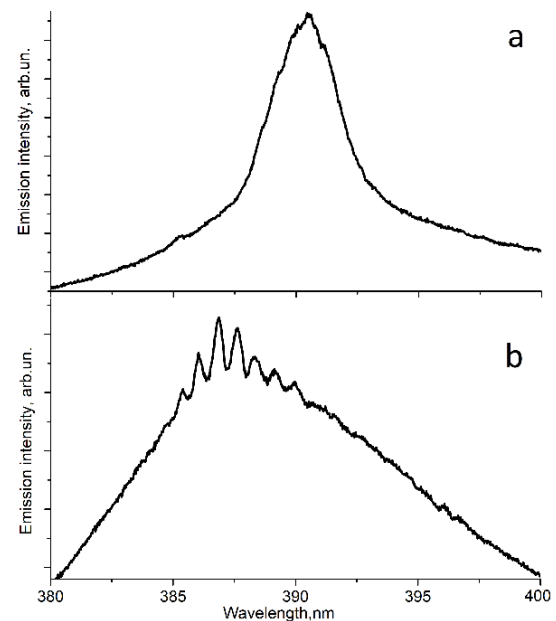 a
Emission intensity, arb.un.
b
Emission intensity, arb.un.
380 385 390 395 400
Wavelength,nm